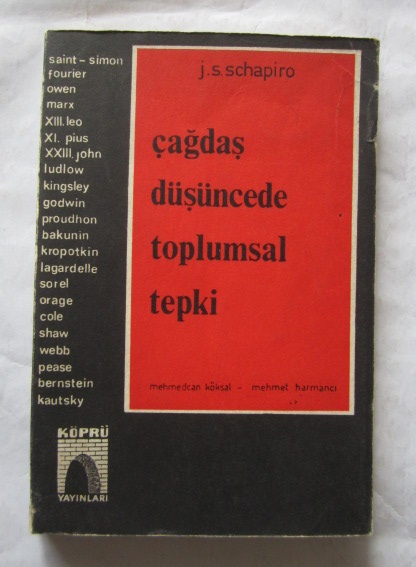 saint-simon
fourier
owen
marx
XIII.leo
XI. pius
XXIII.john
ludlow
kingsley
godwin
proudhon
bakunin
kropotkin
lagardelle
sorel
orage
cole
shaw
webb
pease
bernstein
kautsky
j.s.schapiro
çağdaş
düşüncede
toplumsal
tepki
mehmedcan köksal - mehmet harmancı
KÖPRÜ
YAYINLARI